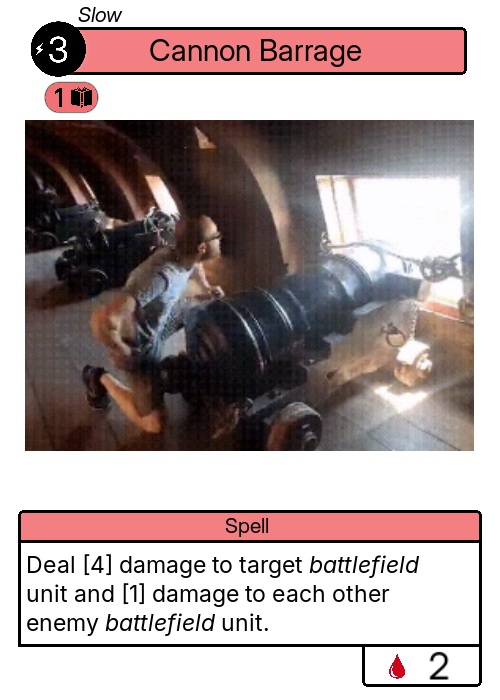 Slow
3
Cannon Barrage
1
Spell
Deal [4] damage to target battlefield
unit and [1] damage to each other
enemy battlefield unit.
2